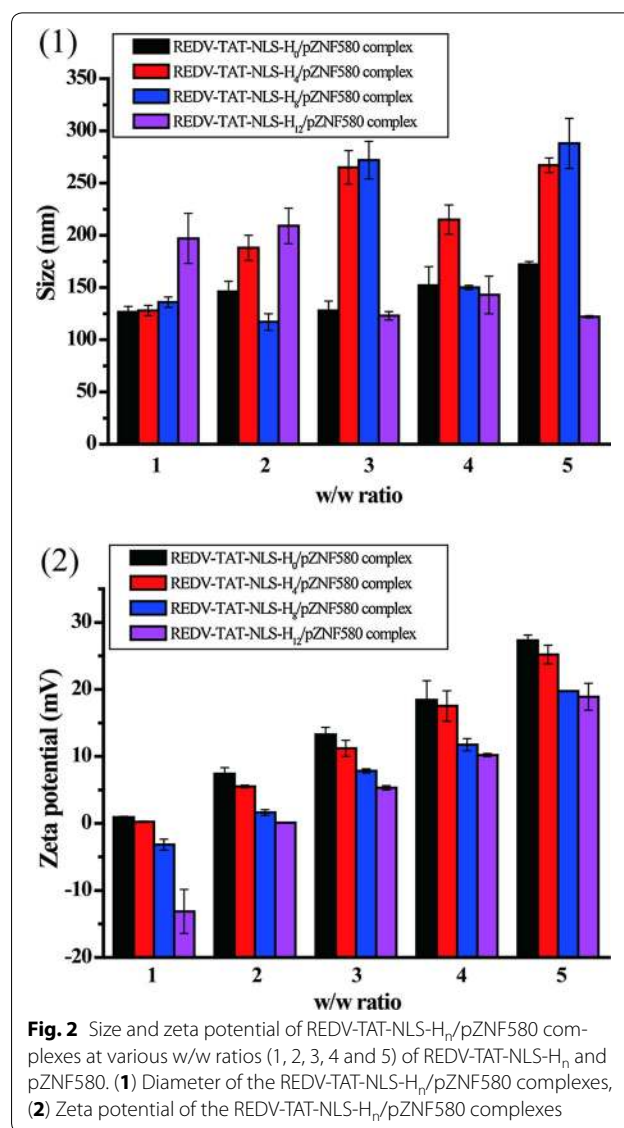 (1)
REDV-TAT-NLS-H₀/pZNF580 complex
REDV-TAT-NLS-H₄/pZNF580 complex
REDV-TAT-NLS-H₈/pZNF580 complex
REDV-TAT-NLS-H₁₂/pZNF580 complex
350
300
250
200
150
100
50
0
Size (nm)
1 2 3 4 5
w/w ratio
(2)
REDV-TAT-NLS-H₀/pZNF580 complex
REDV-TAT-NLS-H₄/pZNF580 complex
REDV-TAT-NLS-H₈/pZNF580 complex
REDV-TAT-NLS-H₁₂/pZNF580 complex
30
20
10
0
-10
-20
Zeta potential (mV)
1 2 3 4 5
w/w ratio
Fig. 2 Size and zeta potential of REDV-TAT-NLS-Hₙ/pZNF580 com-
plexes at various w/w ratios (1, 2, 3, 4 and 5) of REDV-TAT-NLS-Hₙ and
pZNF580. (1) Diameter of the REDV-TAT-NLS-Hₙ/pZNF580 complexes,
(2) Zeta potential of the REDV-TAT-NLS-Hₙ/pZNF580 complexes